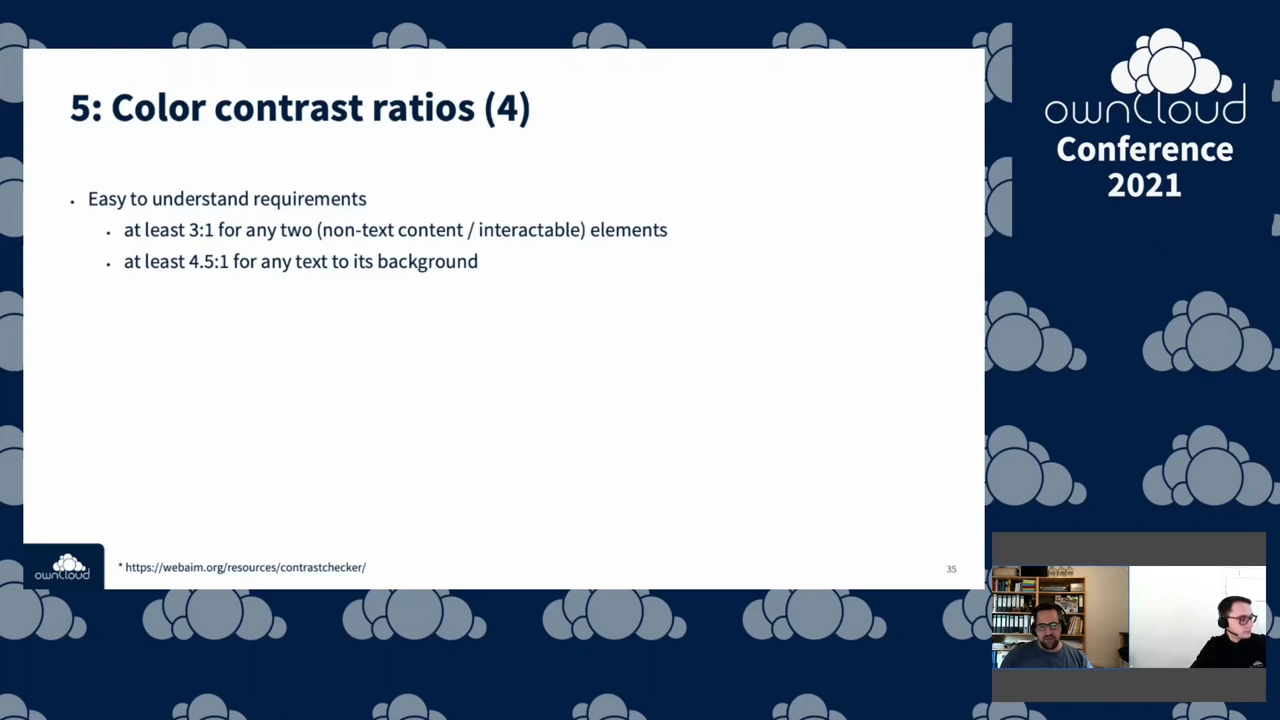 5: Color contrast ratios (4)
• Easy to understand requirements
• at least 3:1 for any two (non-text content / interactable) elements
• at least 4.5:1 for any text to its background
ownCloud
* https://webaim.org/resources/contrastchecker/
35
ownCloud
Conference
2021